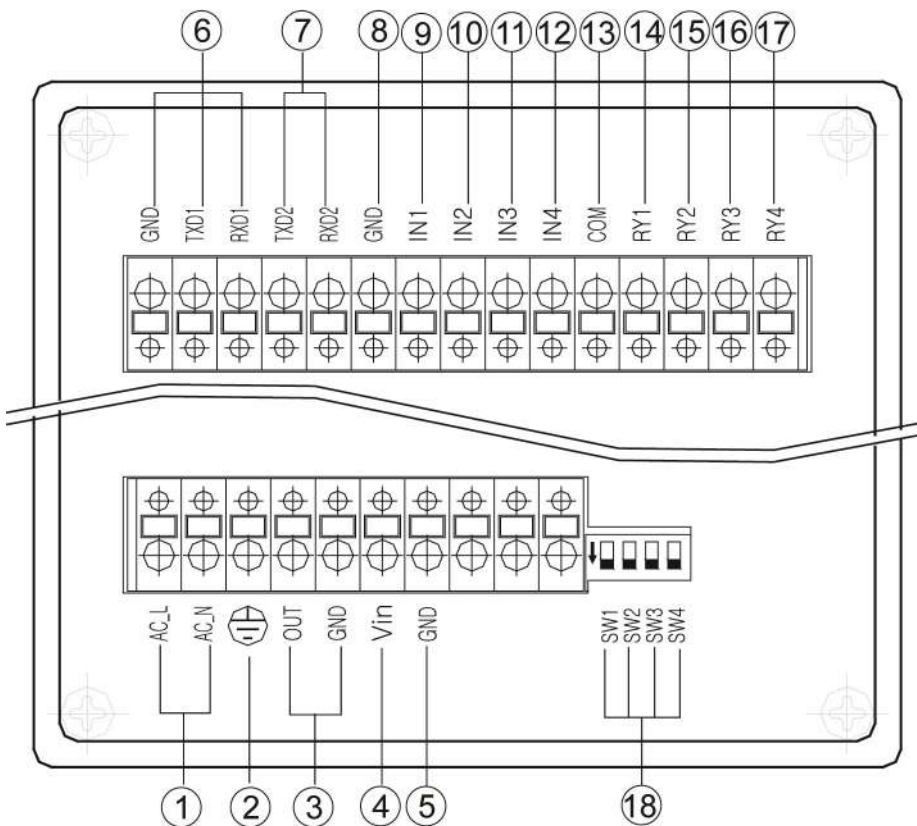 6 7 8 9 10 11 12 13 14 15 16 17
GND TXD1 RXD1 TXD2 RXD2 GND IN1 IN2 IN3 IN4 COM RY1 RY2 RY3 RY4
AC_L AC_N OUT GND Vin GND SW1 SW2 SW3 SW4
1 2 3 4 5 18